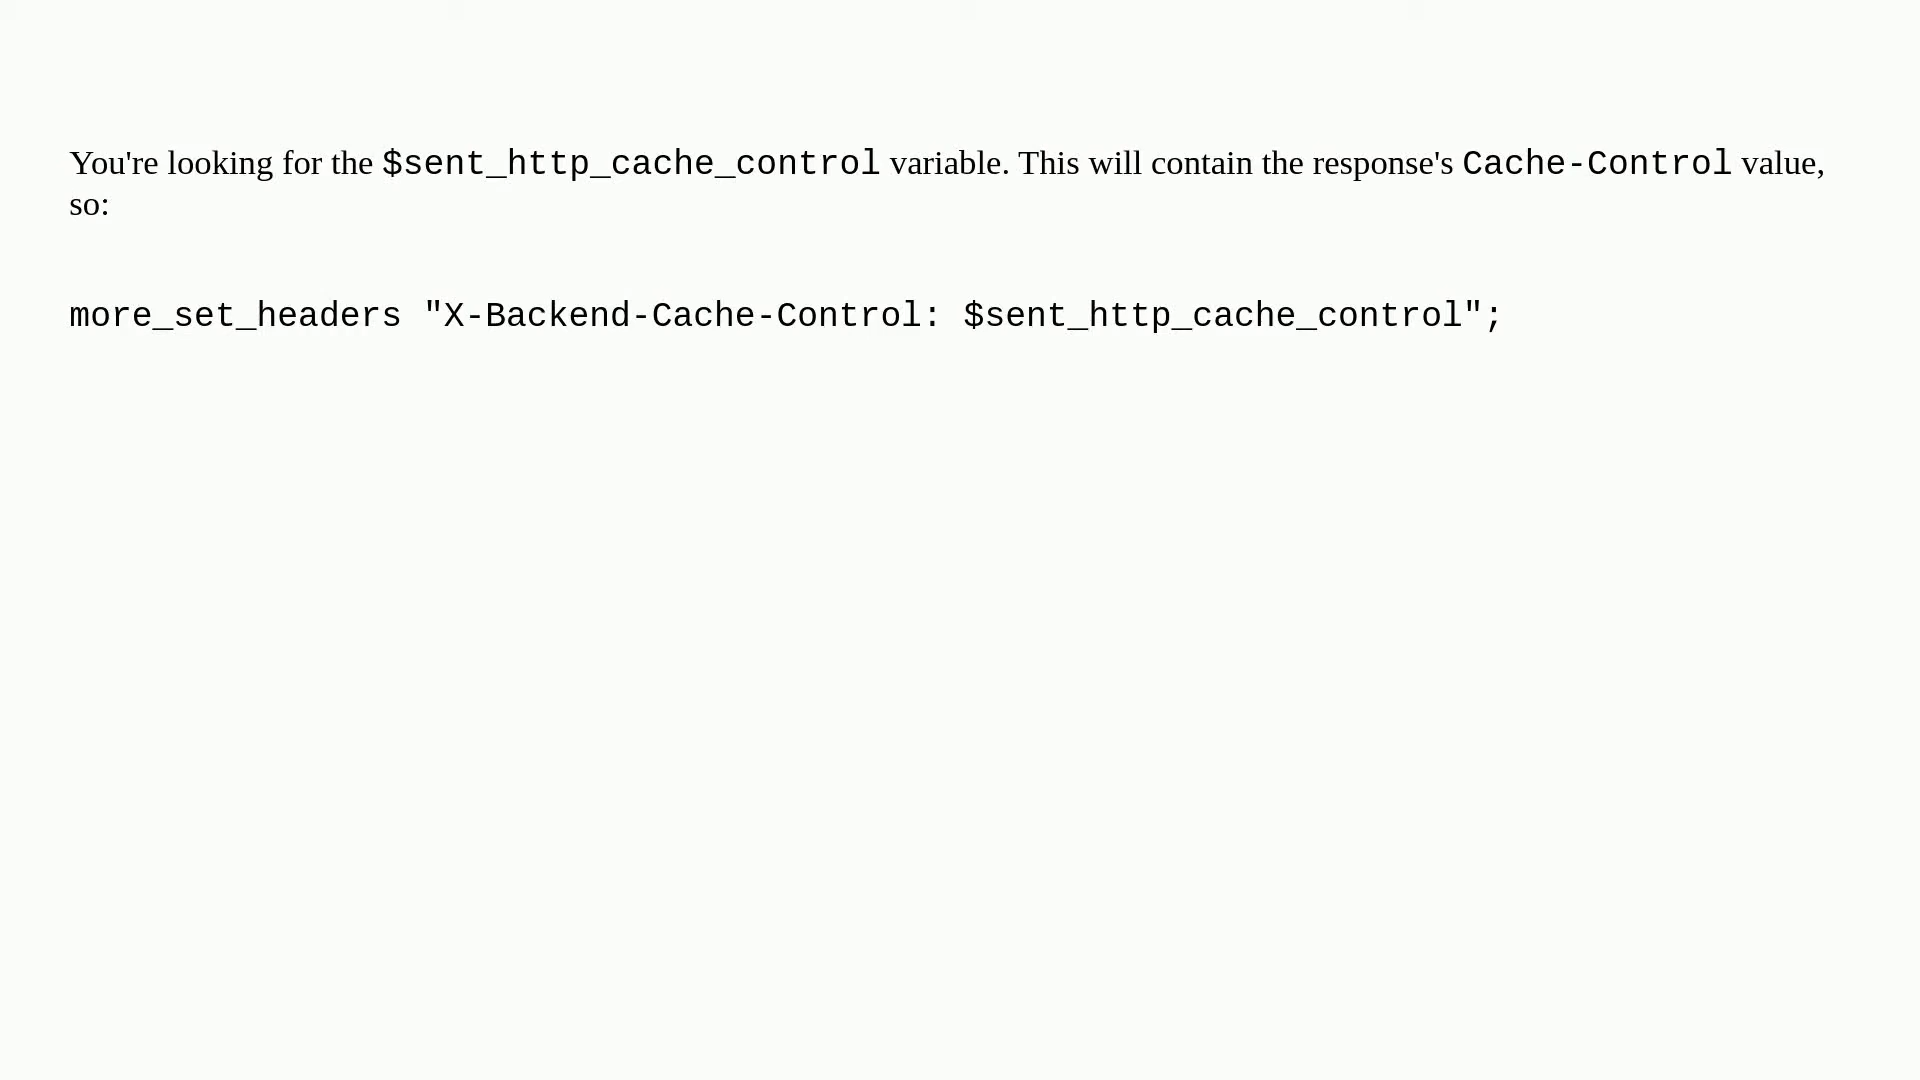 You're looking for the $sent_http_cache_control variable. This will contain the response's Cache-Control value,
so:
more_set_headers "X-Backend-Cache-Control: $sent_http_cache_control";